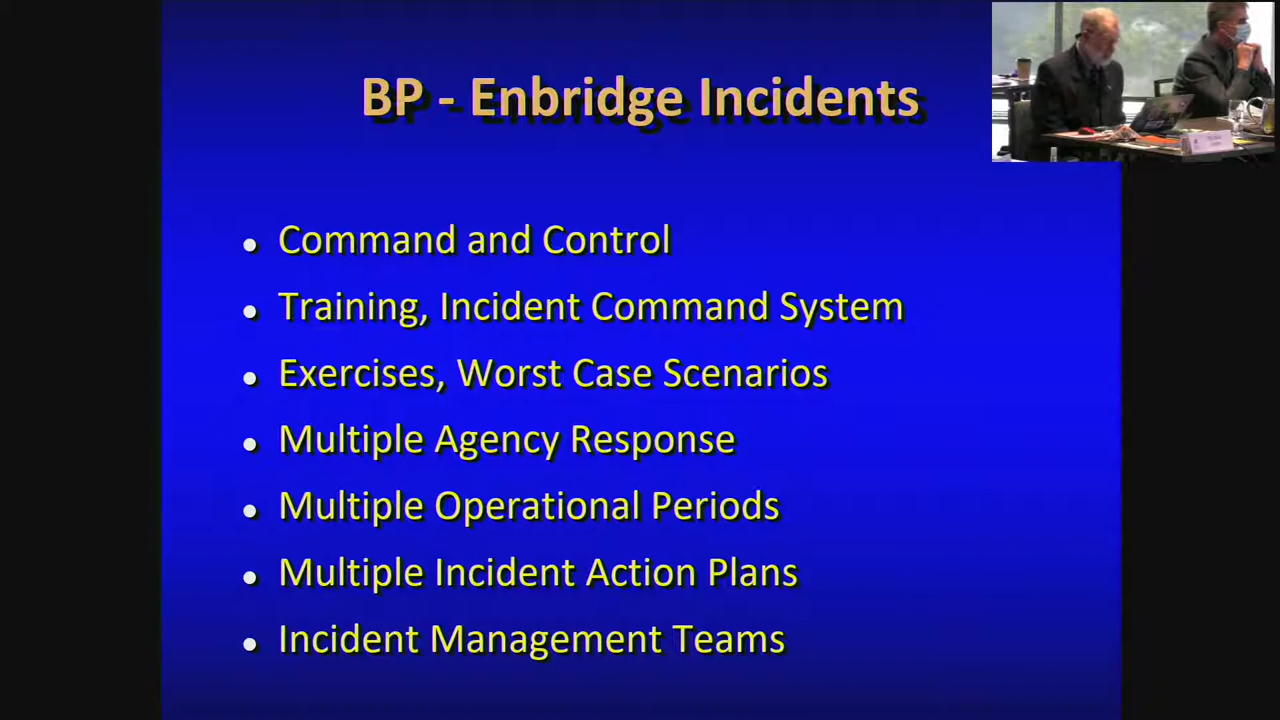 BP - Enbridge Incidents
Command and Control
Training, Incident Command System
Exercises, Worst Case Scenarios
Multiple Agency Response
Multiple Operational Periods
Multiple Incident Action Plans
Incident Management Teams